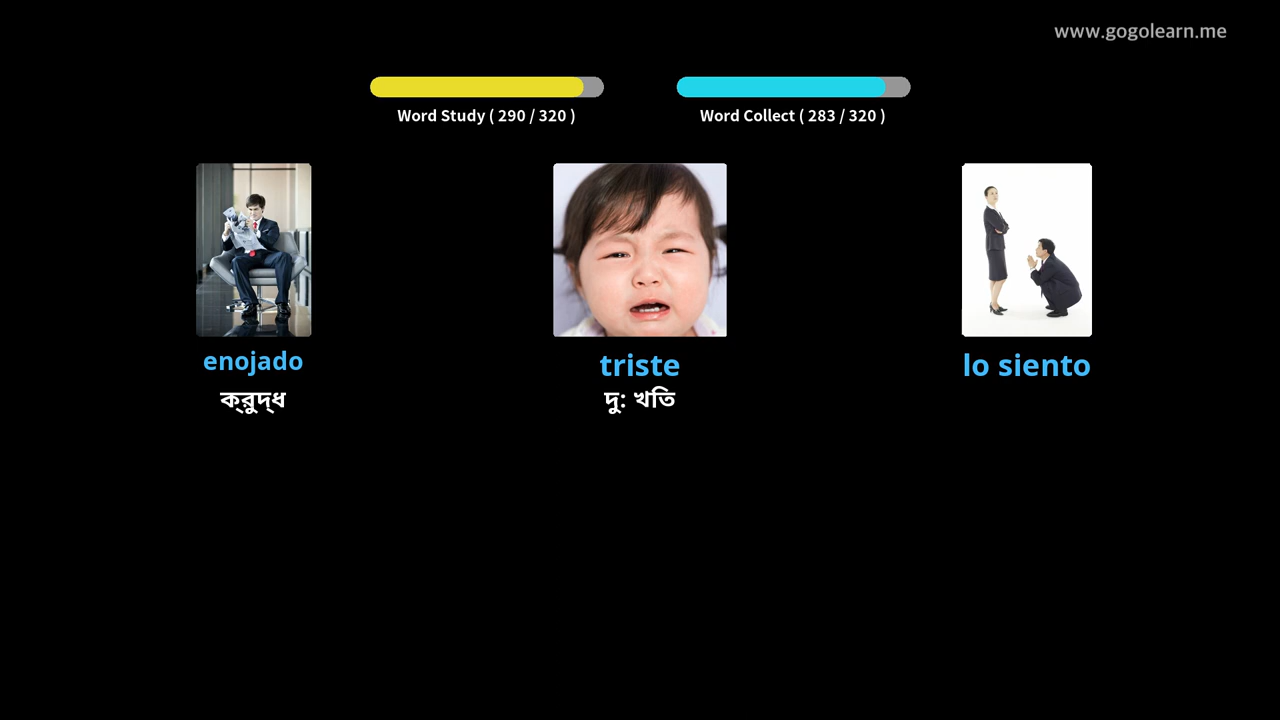 www.gogolearn.me
Word Study ( 290 / 320 )
Word Collect ( 283 / 320 )
enojado
triste
lo siento
ক্রুদ্ধ
দু: খতি